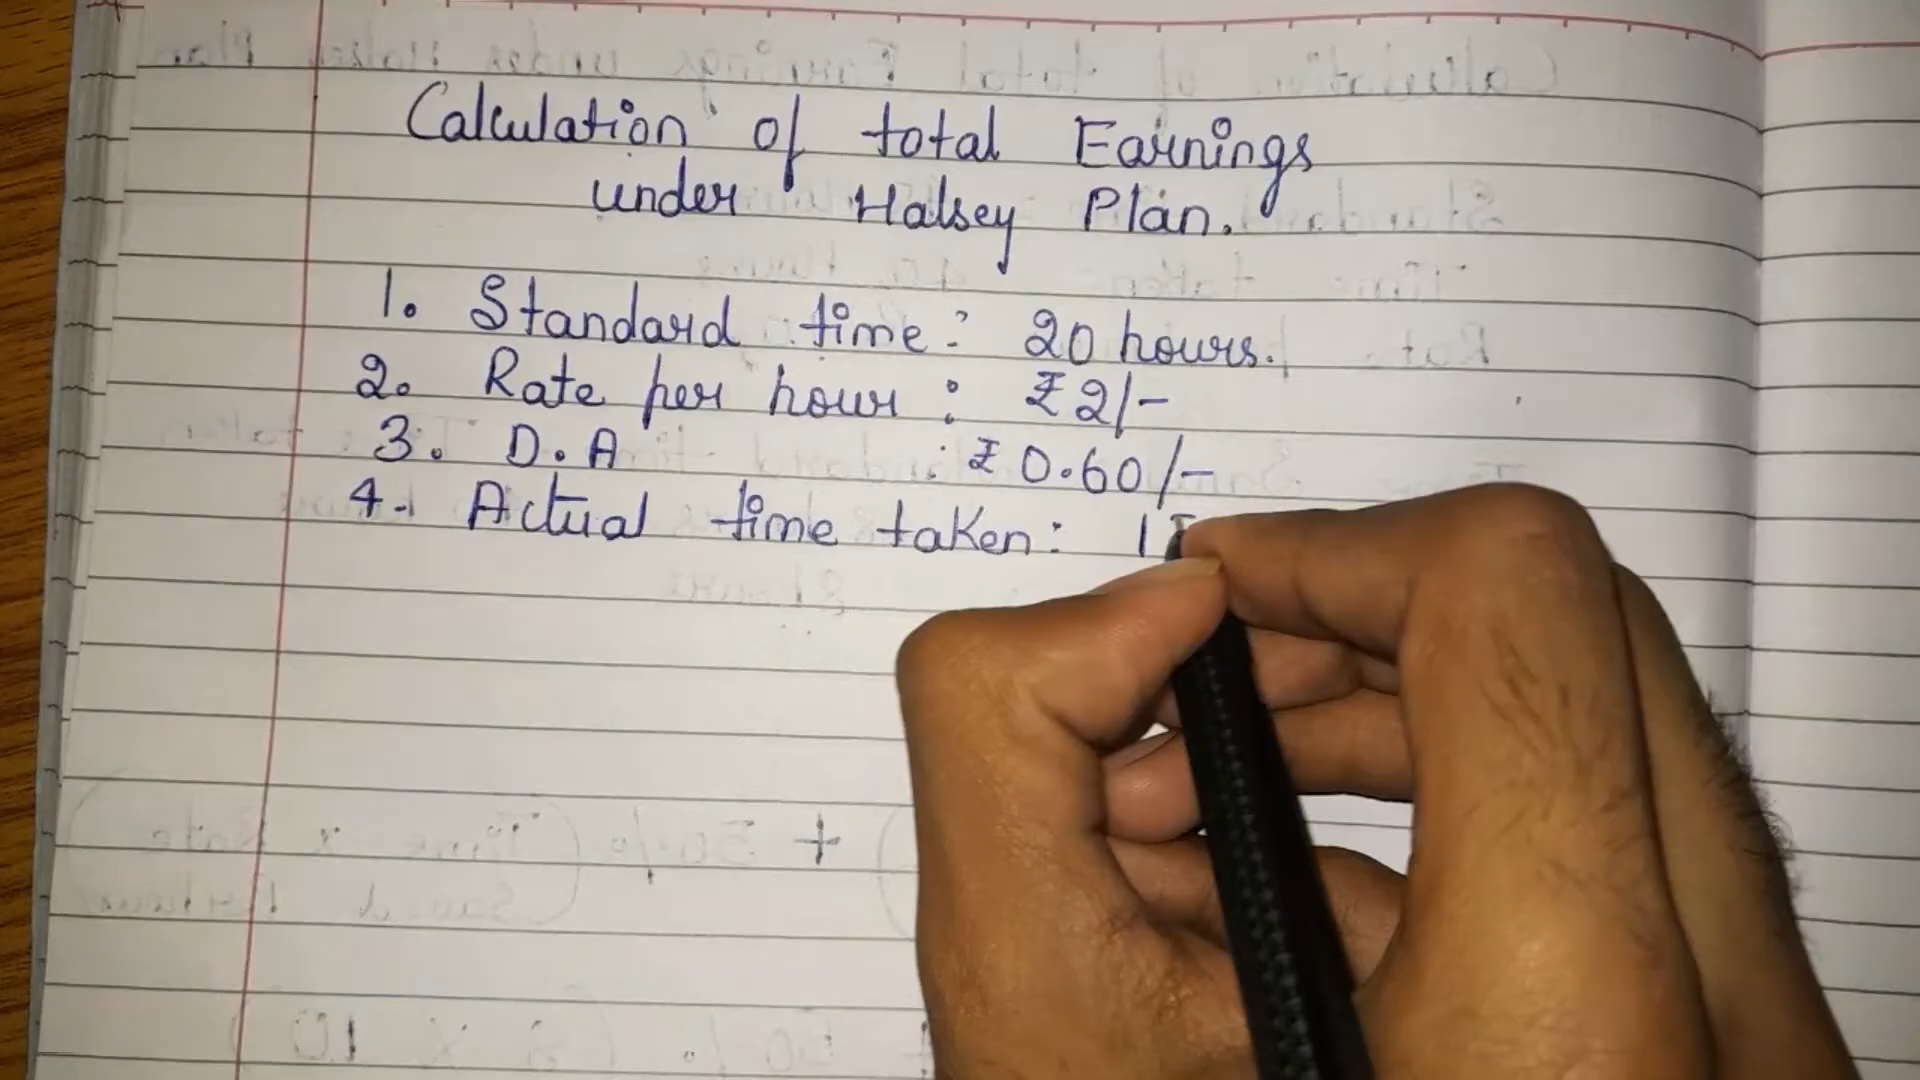 Calculation of total Earnings
under Halsey Plan.
1. Standard time: 20 hours.
2. Rate per hour : ₹2/-
3. D.A : ₹0.60/-
4. Actual time taken: